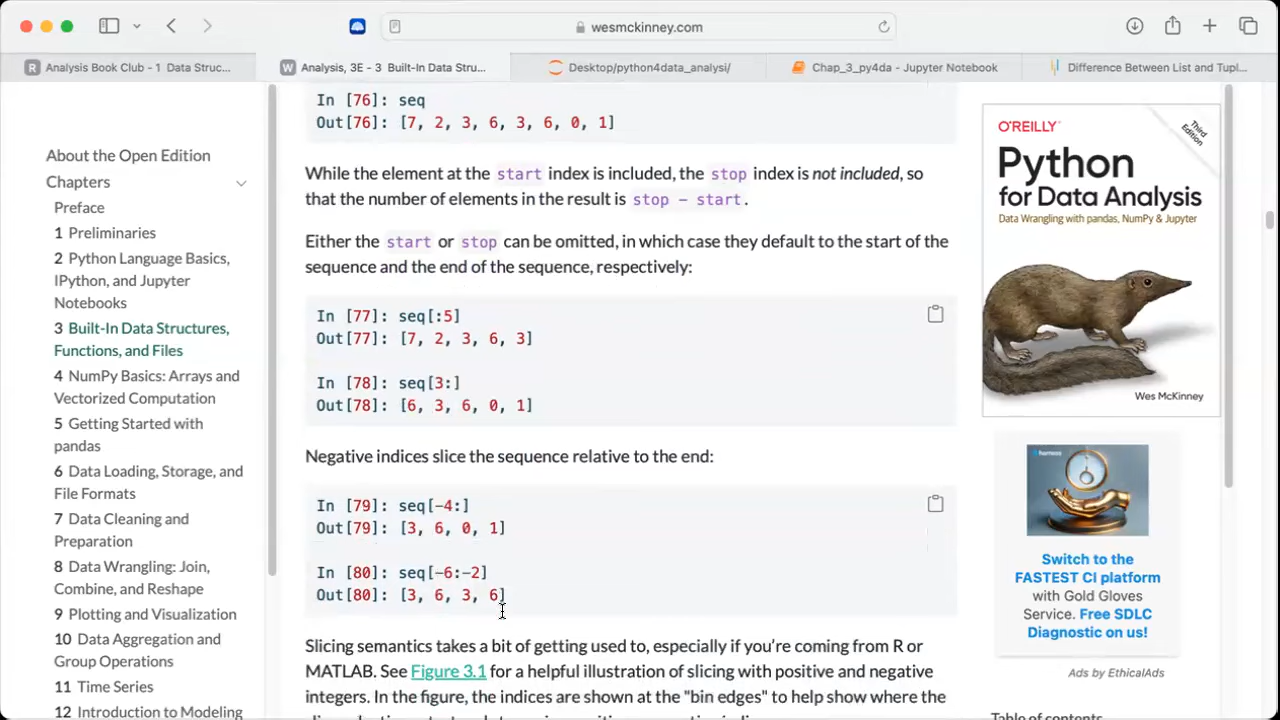 wesmckinney.com
R Analysis Book Club - 1 Data Struc...
W Analysis, 3E - 3 Built-In Data Stru...
Desktop/python4data_analysi/
Chap_3_py4da - Jupyter Notebook
Difference Between List and Tupl...
About the Open Edition
Chapters
Preface
1 Preliminaries
2 Python Language Basics,
IPython, and Jupyter
Notebooks
3 Built-In Data Structures,
Functions, and Files
4 NumPy Basics: Arrays and
Vectorized Computation
5 Getting Started with
pandas
6 Data Loading, Storage, and
File Formats
7 Data Cleaning and
Preparation
8 Data Wrangling: Join,
Combine, and Reshape
9 Plotting and Visualization
10 Data Aggregation and
Group Operations
11 Time Series
12 Introduction to Modeling
In [76]: seq
Out[76]: [7, 2, 3, 6, 3, 6, 0, 1]
While the element at the start index is included, the stop index is not included, so
that the number of elements in the result is stop - start.
Either the start or stop can be omitted, in which case they default to the start of the
sequence and the end of the sequence, respectively:
In [77]: seq[:5]
Out[77]: [7, 2, 3, 6, 3]
In [78]: seq[3:]
Out[78]: [6, 3, 6, 0, 1]
Negative indices slice the sequence relative to the end:
In [79]: seq[-4:]
Out[79]: [3, 6, 0, 1]
In [80]: seq[-6:-2]
Out[80]: [3, 6, 3, 6]
Slicing semantics takes a bit of getting used to, especially if you're coming from R or
MATLAB. See Figure 3.1 for a helpful illustration of slicing with positive and negative
integers. In the figure, the indices are shown at the "bin edges" to help show where the
O'REILLY
Third
Edition
Python
for Data Analysis
Data Wrangling with pandas, NumPy & Jupyter
Wes McKinney
Switch to the
FASTEST CI platform
with Gold Gloves
Service. Free SDLC
Diagnostic on us!
Ads by EthicalAds
Table of contents